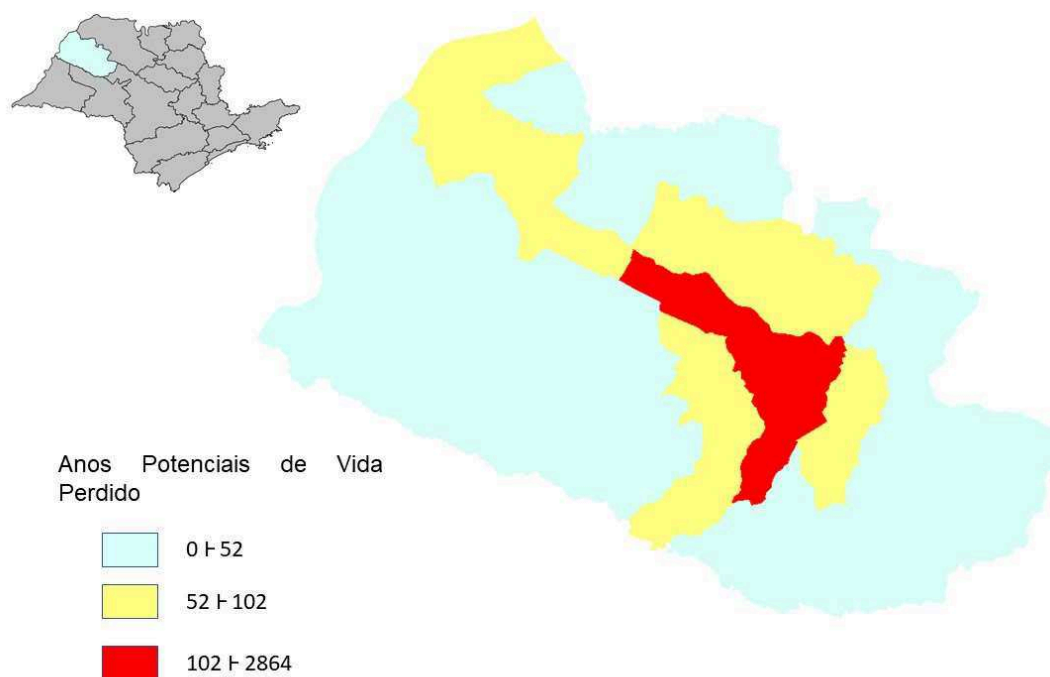 Anos Potenciais de Vida
Perdido
0 ⊦ 52
52 ⊦ 102
102 ⊦ 2864